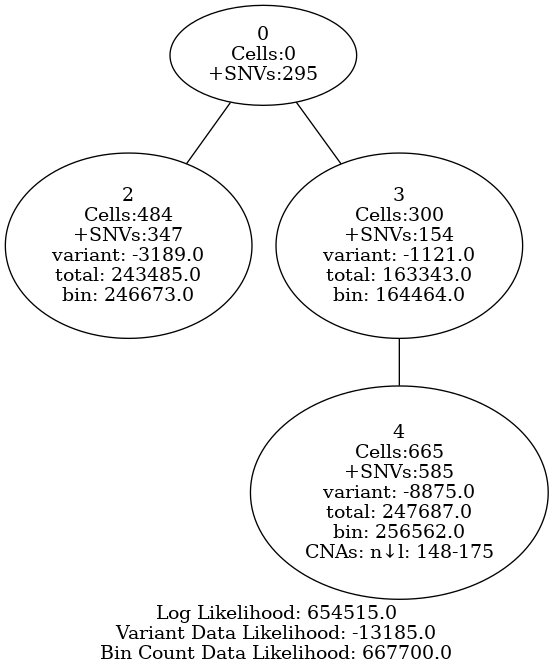 0
Cells:0
+SNVs:295
2
Cells:484
+SNVs:347
variant: -3189.0
total: 243485.0
bin: 246673.0
3
Cells:300
+SNVs:154
variant: -1121.0
total: 163343.0
bin: 164464.0
4
Cells:665
+SNVs:585
variant: -8875.0
total: 247687.0
bin: 256562.0
CNAs: n↓l: 148-175
Log Likelihood: 654515.0
Variant Data Likelihood: -13185.0
Bin Count Data Likelihood: 667700.0